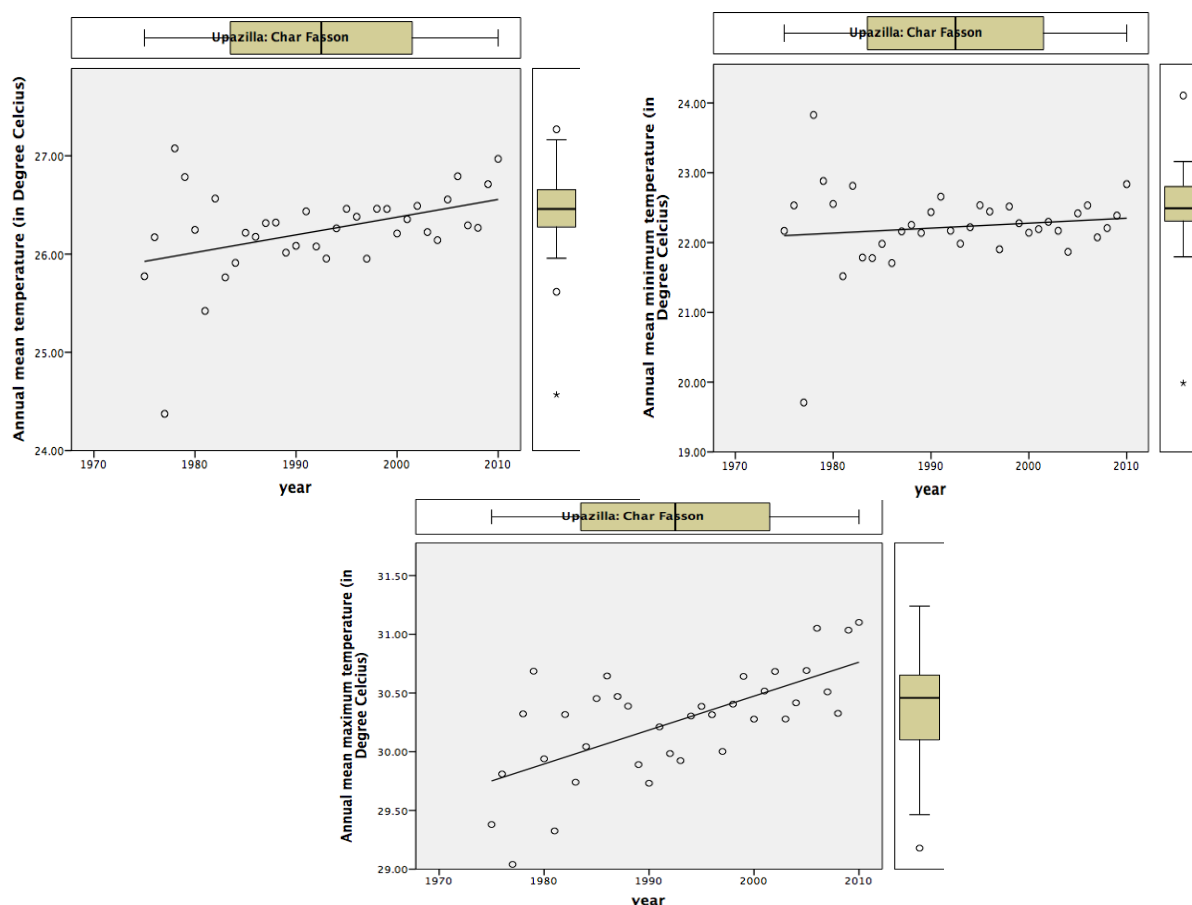 Upazilla: Char Fasson
Annual mean temperature (in Degree Celcius)
27.00
26.00
25.00
24.00
1970 1980 1990 2000 2010
year
Upazilla: Char Fasson
Annual mean minimum temperature (in
Degree Celcius)
24.00
23.00
22.00
21.00
20.00
19.00
1970 1980 1990 2000 2010
year
Upazilla: Char Fasson
Annual mean maximum temperature (in
Degree Celcius)
31.50
31.00
30.50
30.00
29.50
29.00
1970 1980 1990 2000 2010
year